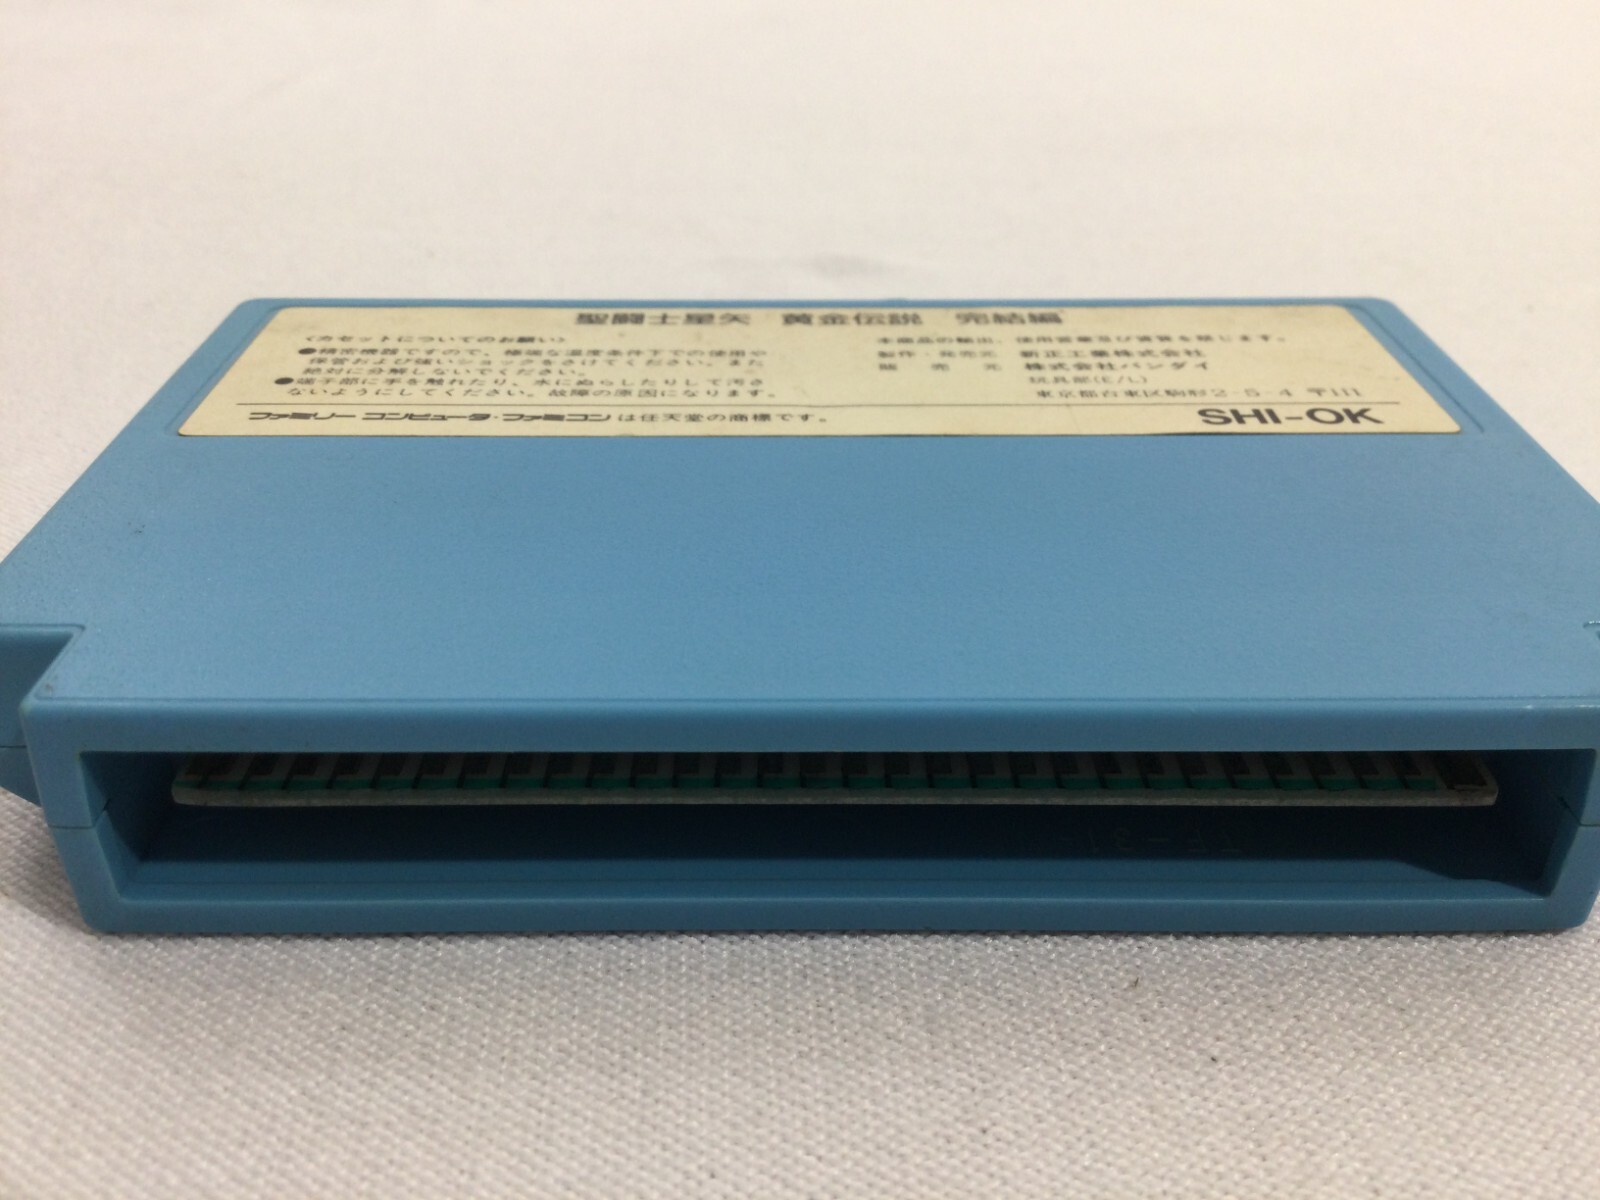 聖闘士星矢 黄金伝説 完結編
<カセットについてのお願い>
●精密機器ですので、極端な温度条件下での使用や
保管および強いショックをさけてください。また
絶対に分解しないでください。
●端子部に手を触れたり、水にぬらしたりして汚さ
ないようにしてください。故障の原因になります。
本商品の輸出、使用営業及び賃貸を禁じます。
製作・発売元 新正工業株式会社
販売元 株式会社バンダイ
玩具部(E/L)
東京都台東区駒形2-5-4 〒111
ファミリーコンピュータ・ファミコンは任天堂の商標です。
SHI-OK